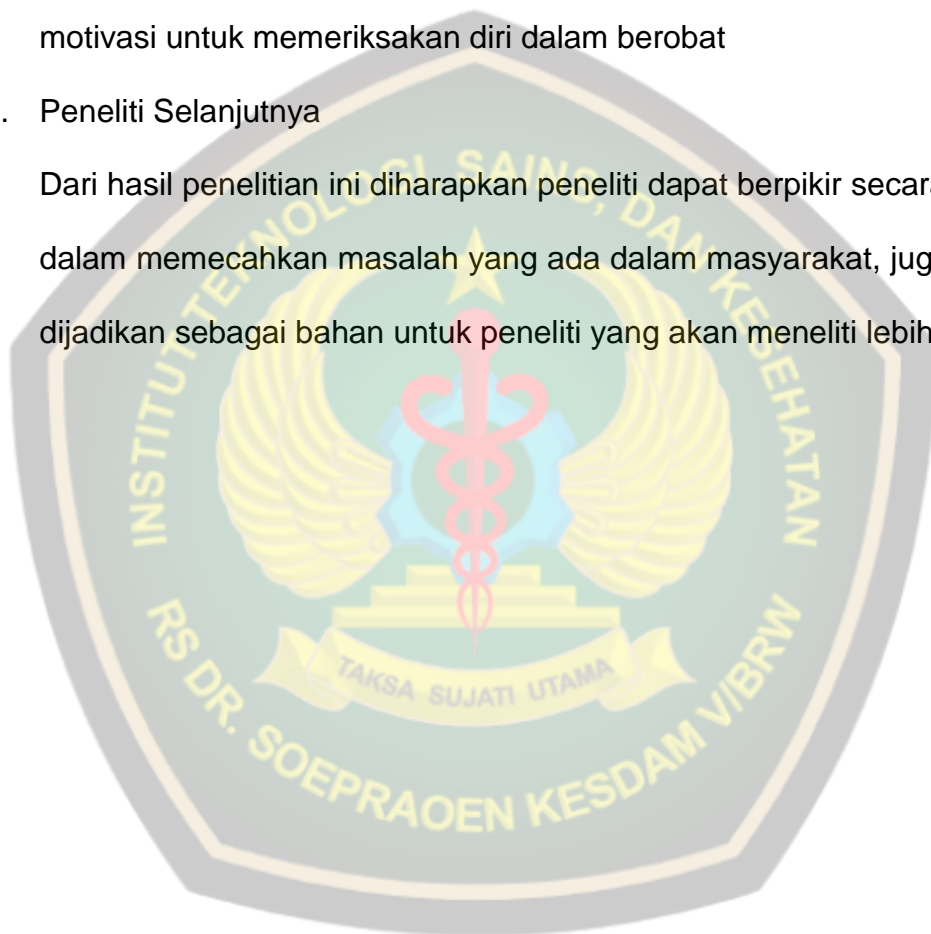 motivasi untuk memeriksakan diri dalam berobat
. Peneliti Selanjutnya
Dari hasil penelitian ini diharapkan peneliti dapat berpikir secara
dalam memecahkan masalah yang ada dalam masyarakat, jug
dijadikan sebagai bahan untuk peneliti yang akan meneliti lebih
INSTITUT TEKNOLOGI SAINS, DAN KESEHATAN
TAKSA SUJATI UTAMA
RS DR. SOEPRAOEN KESDAM V/BRW